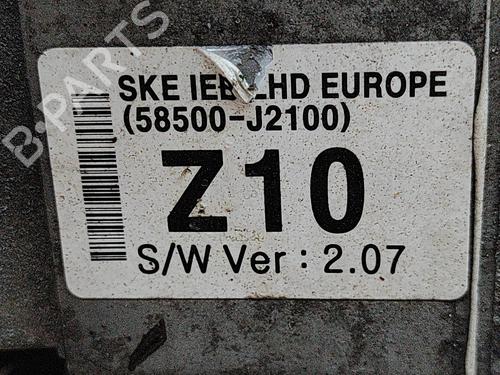 B-PARTS
SKE IEB LHD EUROPE
(58500-J2100)
Z10
S/W Ver : 2.07